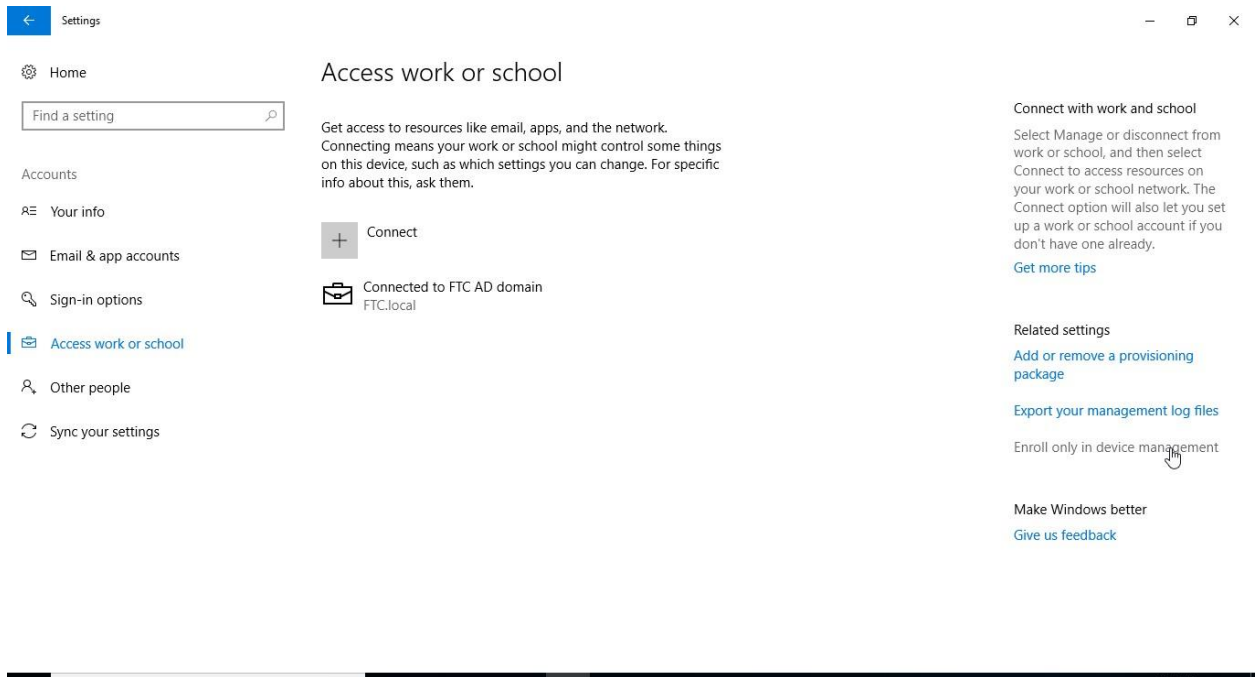 Settings
Home
Find a setting
Accounts
Your info
Email & app accounts
Sign-in options
Access work or school
Other people
Sync your settings
Access work or school
Get access to resources like email, apps, and the network.
Connecting means your work or school might control some things
on this device, such as which settings you can change. For specific
info about this, ask them.
Connect
Connected to FTC AD domain
FTC.local
Connect with work and school
Select Manage or disconnect from
work or school, and then select
Connect to access resources on
your work or school network. The
Connect option will also let you set
up a work or school account if you
don't have one already.
Get more tips
Related settings
Add or remove a provisioning
package
Export your management log files
Enroll only in device management
Make Windows better
Give us feedback